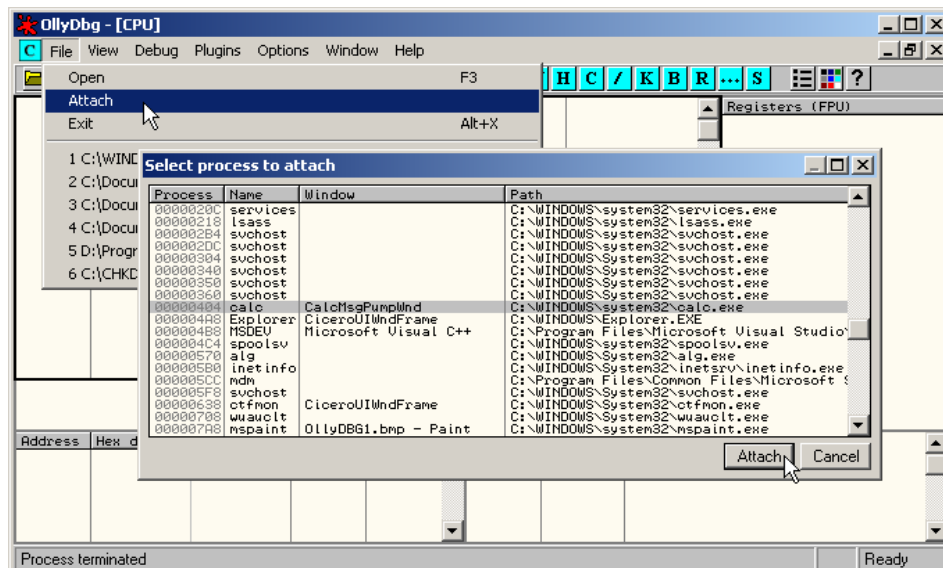 OllyDbg - [CPU]
C File View Debug Plugins Options Window Help
Open F3
H C / K B R ... S ?
Attach
Registers (FPU)
Exit Alt+X
1 C:\WIND
2 C:\Docur
3 C:\Docur
4 C:\Docur
5 D:\Progr
6 C:\CHKD
Select process to attach
Process Name Window Path
0000020C services C:\WINDOWS\system32\services.exe
00000218 lsass C:\WINDOWS\system32\lsass.exe
000002B4 svchost C:\WINDOWS\system32\svchost.exe
000002DC svchost C:\WINDOWS\system32\svchost.exe
00000304 svchost C:\WINDOWS\System32\svchost.exe
00000340 svchost C:\WINDOWS\System32\svchost.exe
00000350 svchost C:\WINDOWS\System32\svchost.exe
00000360 svchost C:\WINDOWS\System32\svchost.exe
00000404 calc CalcMsgPumpWnd C:\WINDOWS\system32\calc.exe
000004A8 Explorer CiceroUIWndFrame C:\WINDOWS\Explorer.EXE
000004B8 MSDEV Microsoft Visual C++ C:\Program Files\Microsoft Visual Studio
000004C4 spoolsv C:\WINDOWS\system32\spoolsv.exe
00000570 alg C:\WINDOWS\System32\alg.exe
000005B0 inetinfo C:\WINDOWS\System32\inetsrv\inetinfo.exe
000005CC mdm C:\Program Files\Common Files\Microsoft S
000005F8 svchost C:\WINDOWS\System32\svchost.exe
00000638 ctfmon CiceroUIWndFrame C:\WINDOWS\System32\ctfmon.exe
00000708 wuauclt C:\WINDOWS\System32\wuauclt.exe
000007A8 mspaint OllyDBG1.bmp - Paint C:\WINDOWS\system32\mspaint.exe
Address Hex d
Attach Cancel
Process terminated Ready